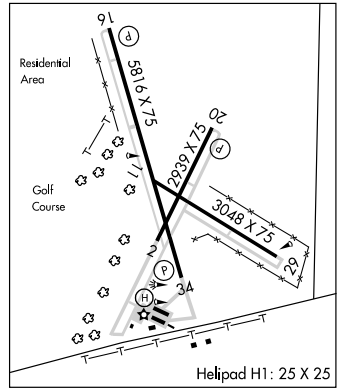 16
P
Residential
Area
5816 X 75
20
P
2939 X 75
11
Golf
Course
3048 X 75
2
29
P
34
H
Helipad H1: 25 X 25